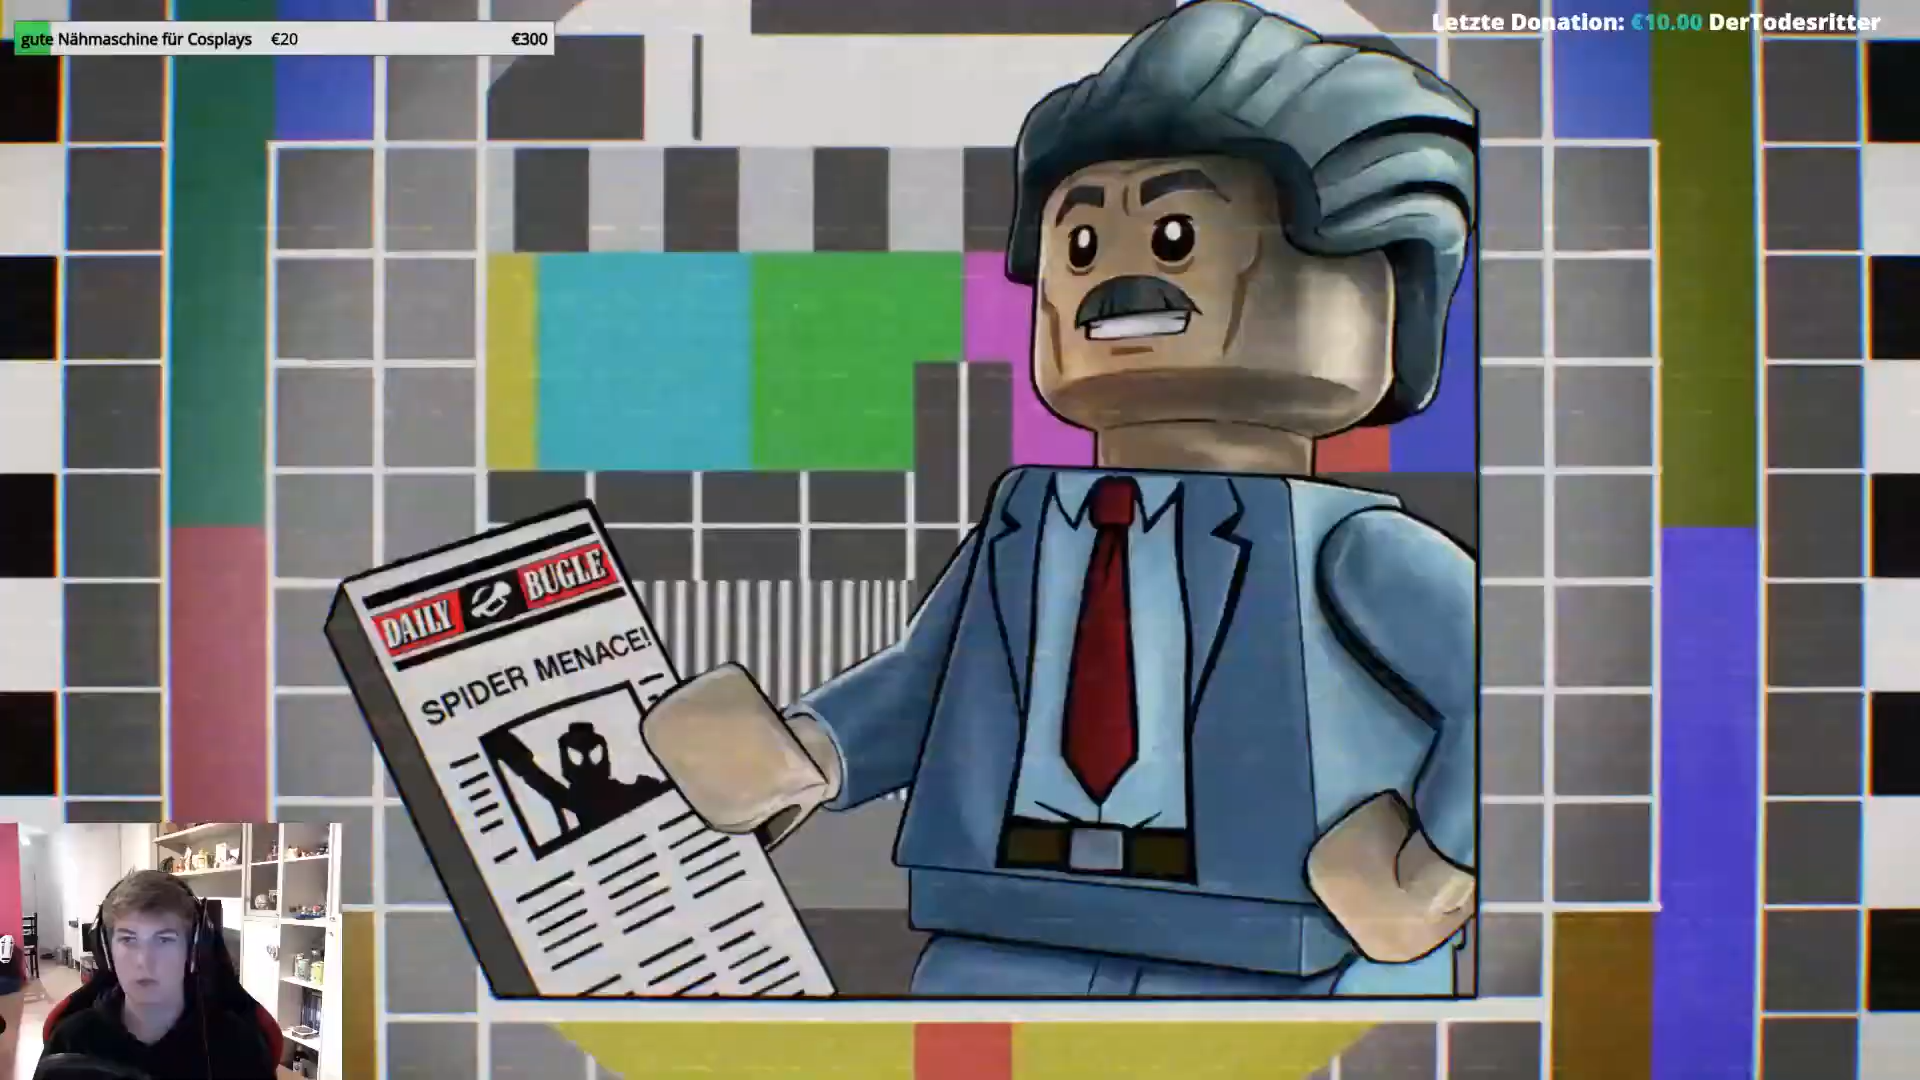 gute Nähmaschine für Cosplays €20 €300
Letzte Donation: €10.00 DerTodesritter
DAILY BUGLE
SPIDER MENACE!